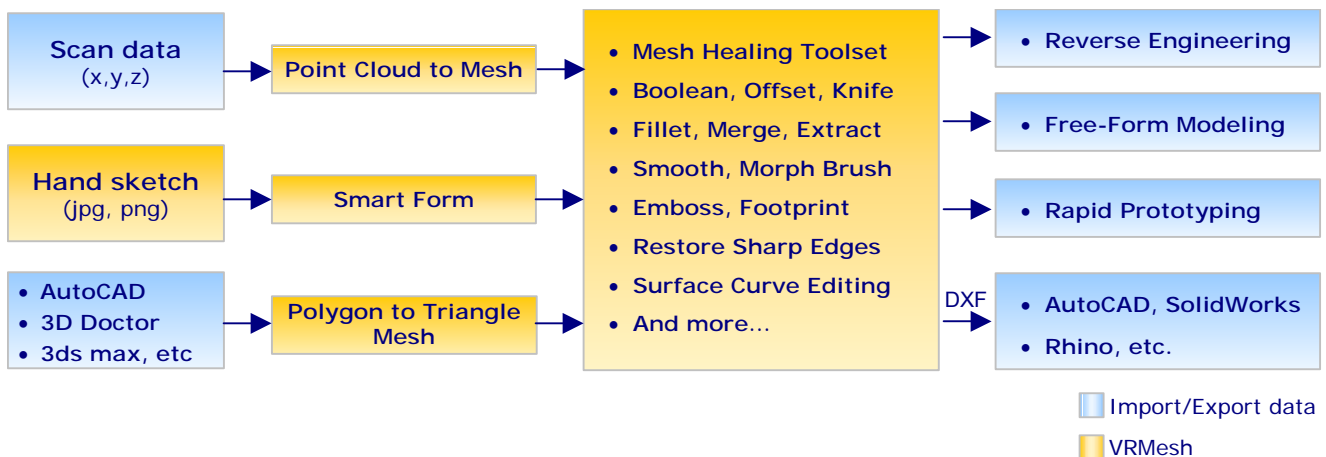 Scan data
(x,y,z)
Point Cloud to Mesh
Hand sketch
(jpg, png)
Smart Form
• AutoCAD
• 3D Doctor
• 3ds max, etc
Polygon to Triangle
Mesh
• Mesh Healing Toolset
• Boolean, Offset, Knife
• Fillet, Merge, Extract
• Smooth, Morph Brush
• Emboss, Footprint
• Restore Sharp Edges
• Surface Curve Editing
• And more...
• Reverse Engineering
• Free-Form Modeling
• Rapid Prototyping
DXF
• AutoCAD, SolidWorks
• Rhino, etc.
Import/Export data
VRMesh